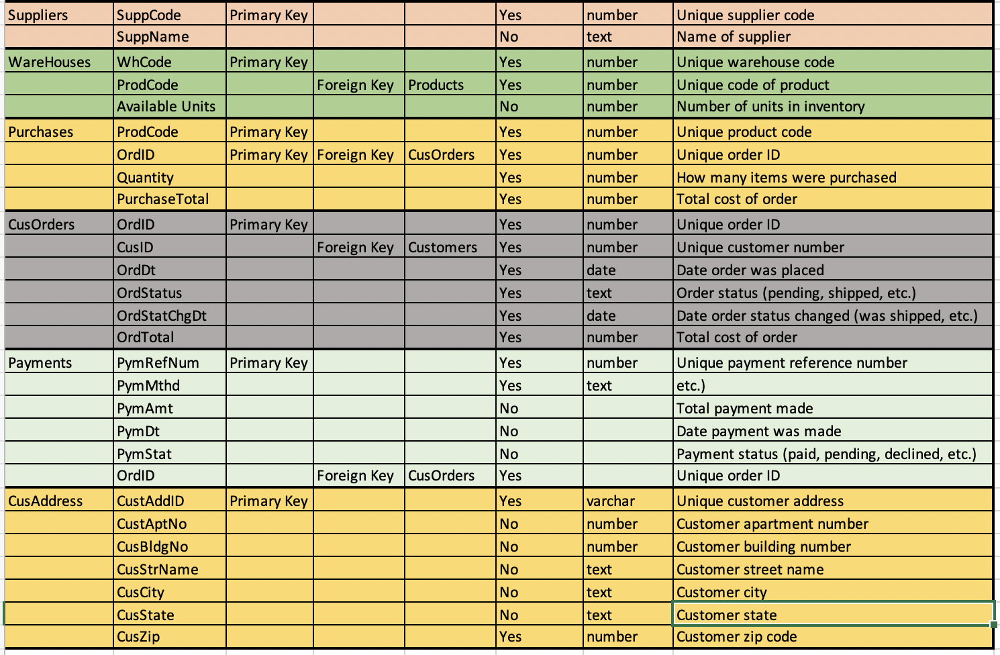 Suppliers SuppCode Primary Key Yes number Unique supplier code
SuppName No text Name of supplier
WareHouses WhCode Primary Key Yes number Unique warehouse code
ProdCode Foreign Key Products Yes number Unique code of product
Available Units No number Number of units in inventory
Purchases ProdCode Primary Key Yes number Unique product code
OrdID Primary Key Foreign Key CusOrders Yes number Unique order ID
Quantity Yes number How many items were purchased
PurchaseTotal Yes number Total cost of order
CusOrders OrdID Primary Key Yes number Unique order ID
CusID Foreign Key Customers Yes number Unique customer number
OrdDt Yes date Date order was placed
OrdStatus Yes text Order status (pending, shipped, etc.)
OrdStatChgDt Yes date Date order status changed (was shipped, etc.)
OrdTotal Yes number Total cost of order
Payments PymRefNum Primary Key Yes number Unique payment reference number
PymMthd Yes text etc.)
PymAmt No Total payment made
PymDt No Date payment was made
PymStat No Payment status (paid, pending, declined, etc.)
OrdID Foreign Key CusOrders Yes Unique order ID
CusAddress CustAddID Primary Key Yes varchar Unique customer address
CustAptNo No number Customer apartment number
CusBldgNo No number Customer building number
CusStrName No text Customer street name
CusCity No text Customer city
CusState No text Customer state
CusZip Yes number Customer zip code